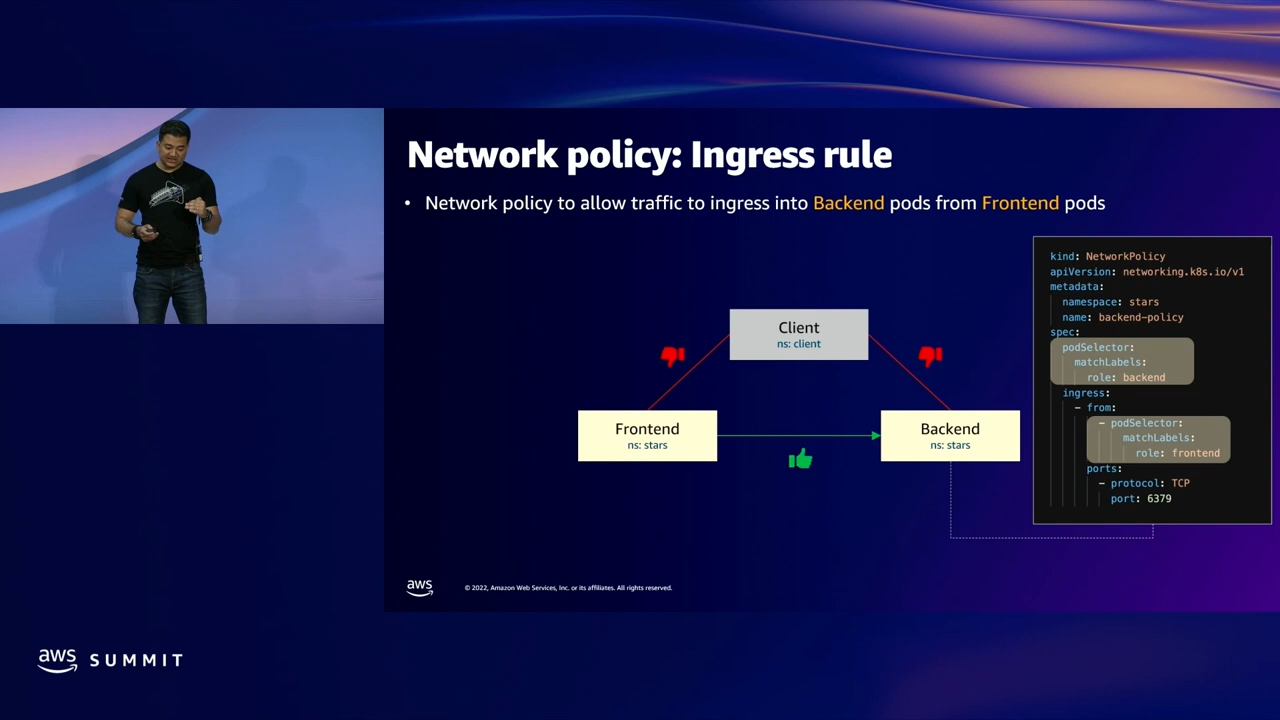 Network policy: Ingress rule
• Network policy to allow traffic to ingress into Backend pods from Frontend pods
Client
ns: client
Frontend
ns: stars
Backend
ns: stars
kind: NetworkPolicy
apiVersion: networking.k8s.io/v1
metadata:
namespace: stars
name: backend-policy
spec:
podSelector:
matchLabels:
role: backend
ingress:
- from:
- podSelector:
matchLabels:
role: frontend
ports:
- protocol: TCP
port: 6379
aws
© 2022, Amazon Web Services, Inc. or its affiliates. All rights reserved.
aws SUMMIT